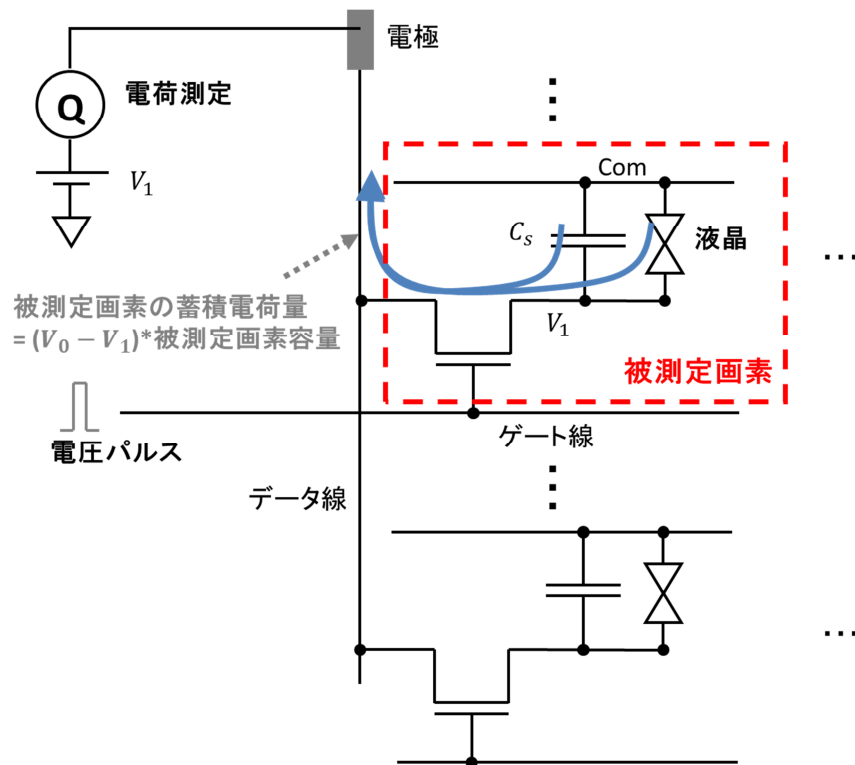 電極
電荷測定
Q
V₁
Com
Cₛ
液晶
...
被測定画素の蓄積電荷量
= (V₀ − V₁)*被測定画素容量
V₁
被測定画素
電圧パルス
ゲート線
データ線
...